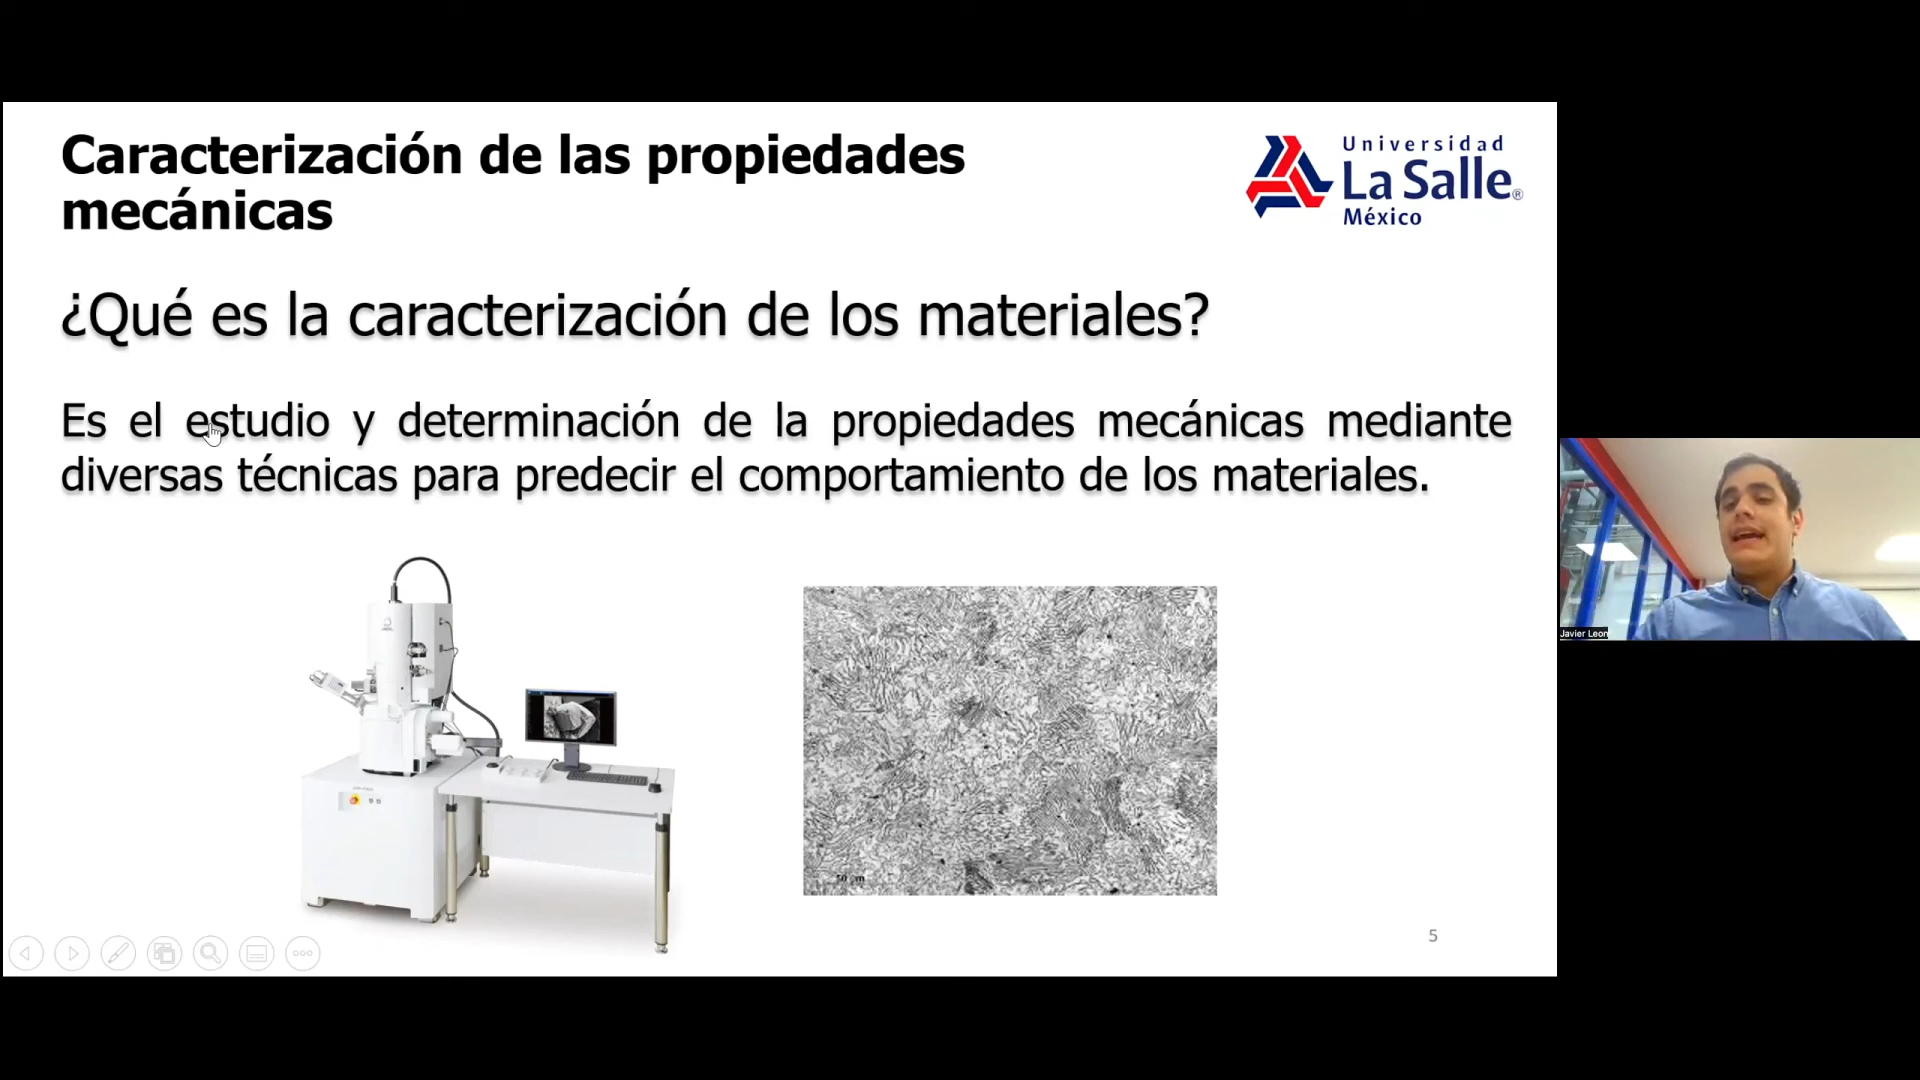 Caracterización de las propiedades
mecánicas
Universidad
La Salle®
México
¿Qué es la caracterización de los materiales?
Es el estudio y determinación de la propiedades mecánicas mediante
diversas técnicas para predecir el comportamiento de los materiales.
Javier Leon
5